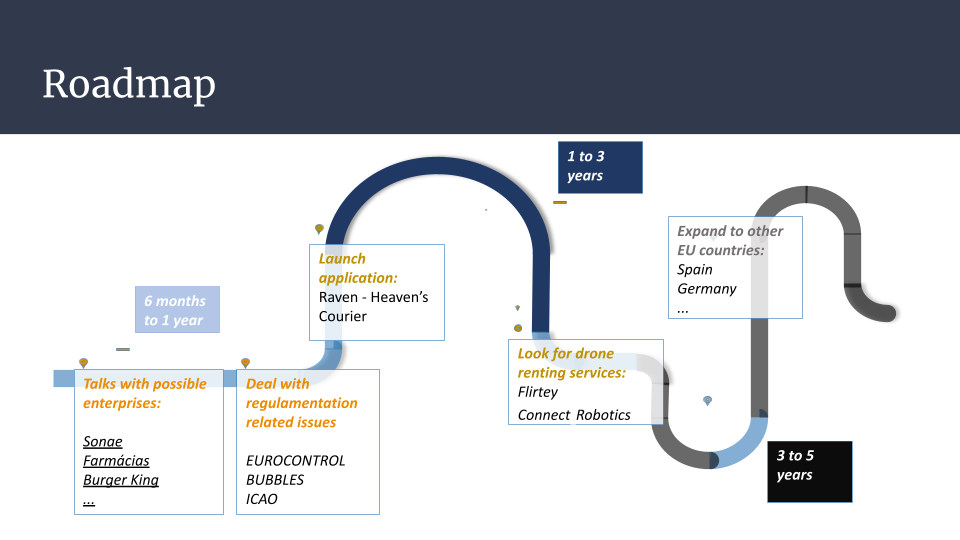 Roadmap
6 months
to 1 year
Talks with possible
enterprises:
Sonae
Farmácias
Burger King
...
Deal with
regulamentation
related issues
EUROCONTROL
BUBBLES
ICAO
Launch
application:
Raven - Heaven’s
Courier
1 to 3
years
Look for drone
renting services:
Flirtey
Connect Robotics
Expand to other
EU countries:
Spain
Germany
...
3 to 5
years